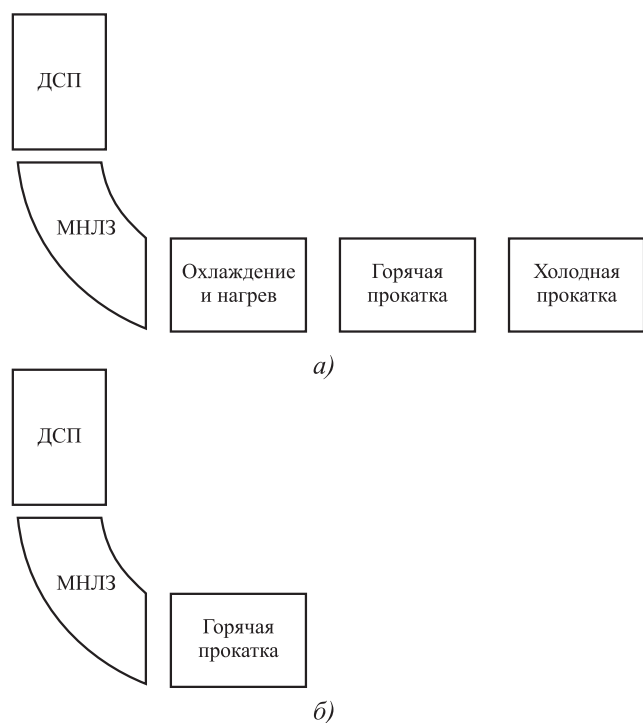 ДСП
МНЛЗ
Охлаждение
и нагрев
Горячая
прокатка
Холодная
прокатка
а)
ДСП
МНЛЗ
Горячая
прокатка
б)